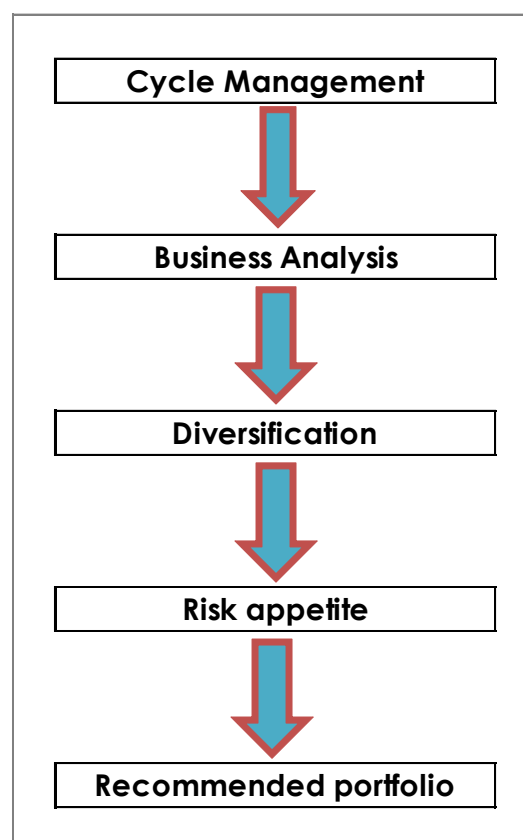 Cycle Management
Business Analysis
Diversification
Risk appetite
Recommended portfolio